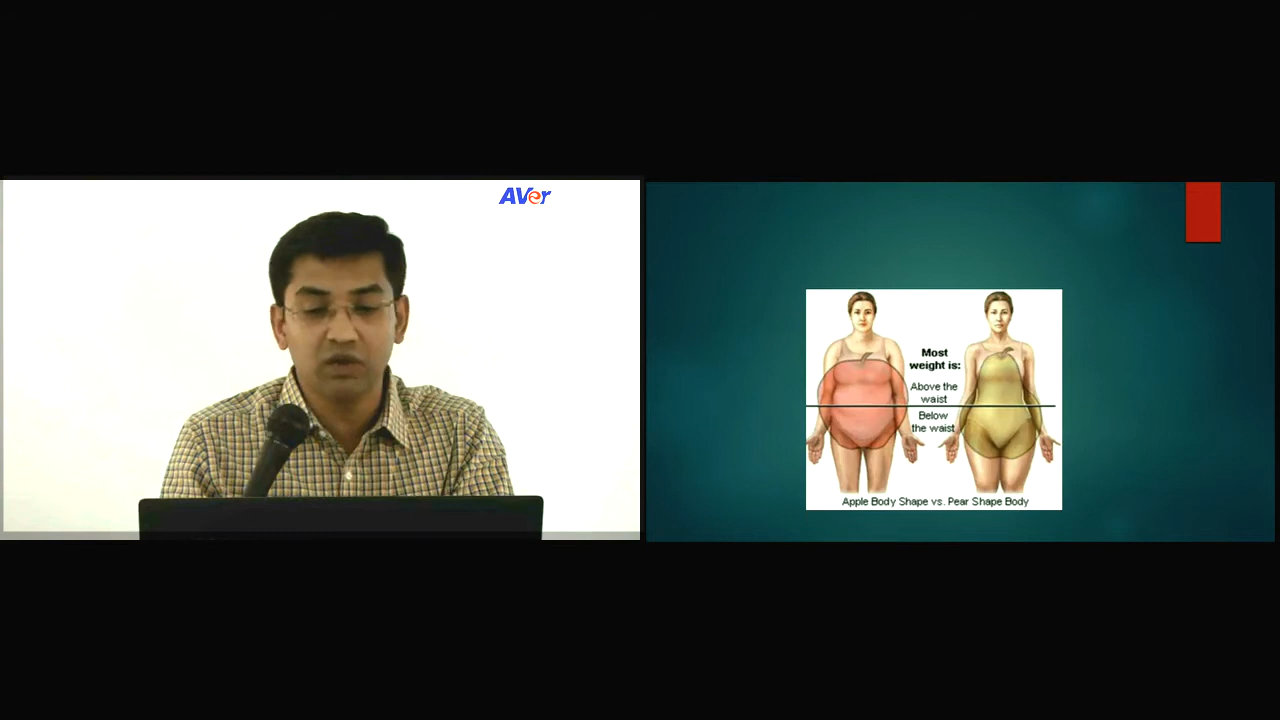 AVer
Most
weight is:
Above the
waist
Below
the waist
Apple Body Shape vs. Pear Shape Body